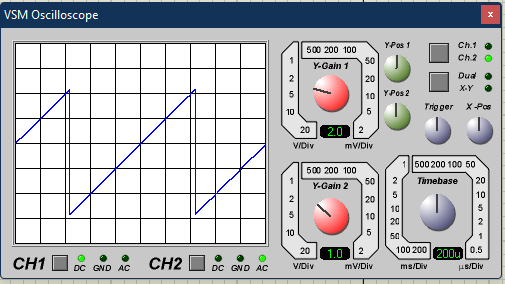 VSM Oscilloscope
500 200 100
Y-Gain 1
1
2
5
10
20
50
20
10
5
2
2.0
V/Div
mV/Div
Y-Pos 1
Y-Pos 2
Ch.1
Ch.2
Dual
X-Y
Trigger
X-Pos
500 200 100
Y-Gain 2
1
2
5
10
20
50
20
10
5
2
1.0
V/Div
mV/Div
1
500 200 100 50
Timebase
2
5
10
20
50
100 200
20
10
5
2
1
0.5
200u
ms/Div
µs/Div
CH1
DC
GND
AC
CH2
DC
GND
AC